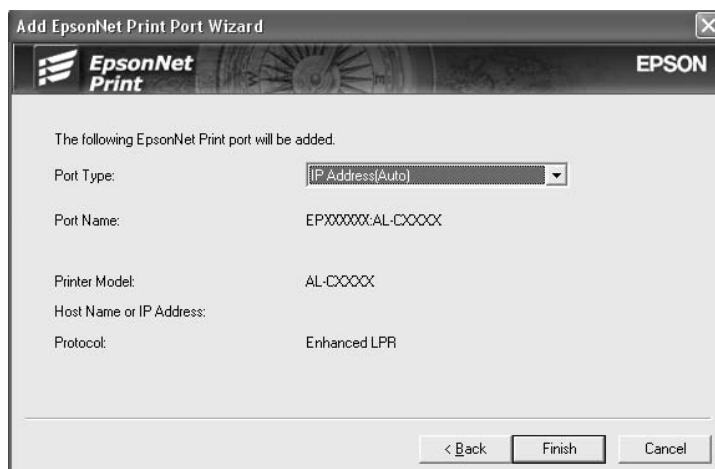 Add EpsonNet Print Port Wizard
EpsonNet
Print
EPSON
The following EpsonNet Print port will be added.
Port Type: IP Address(Auto)
Port Name: EPXXXXXX:AL-CXXXX
Printer Model: AL-CXXXX
Host Name or IP Address:
Protocol: Enhanced LPR
< Back Finish Cancel